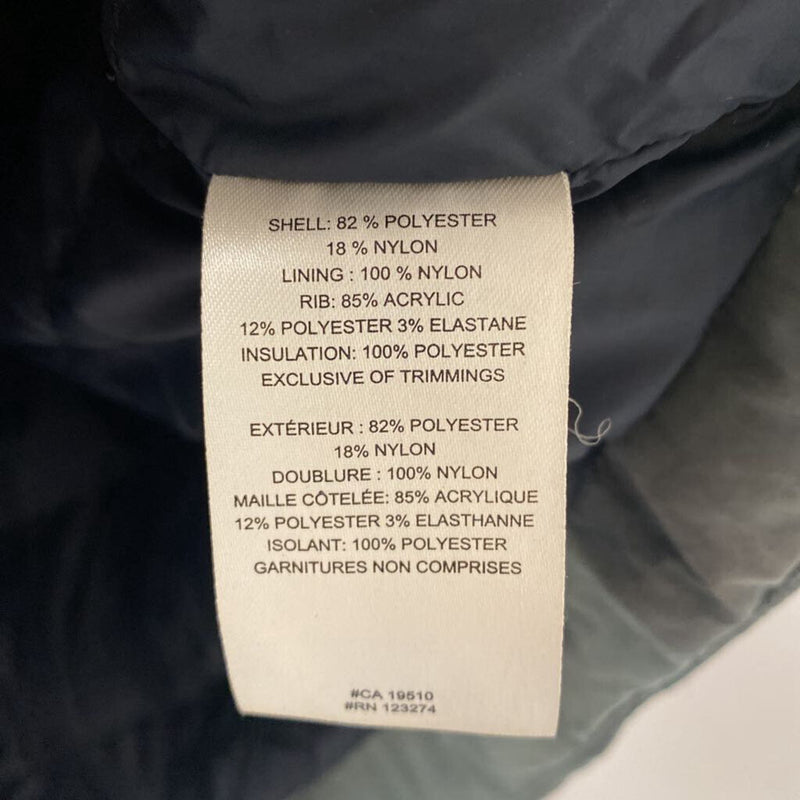 SHELL: 82 % POLYESTER
18 % NYLON
LINING : 100 % NYLON
RIB: 85% ACRYLIC
12% POLYESTER 3% ELASTANE
INSULATION: 100% POLYESTER
EXCLUSIVE OF TRIMMINGS
EXTÉRIEUR : 82% POLYESTER
18% NYLON
DOUBLURE : 100% NYLON
MAILLE CÔTELÉE: 85% ACRYLIQUE
12% POLYESTER 3% ELASTHANNE
ISOLANT: 100% POLYESTER
GARNITURES NON COMPRISES
#CA 19510
#RN 123274